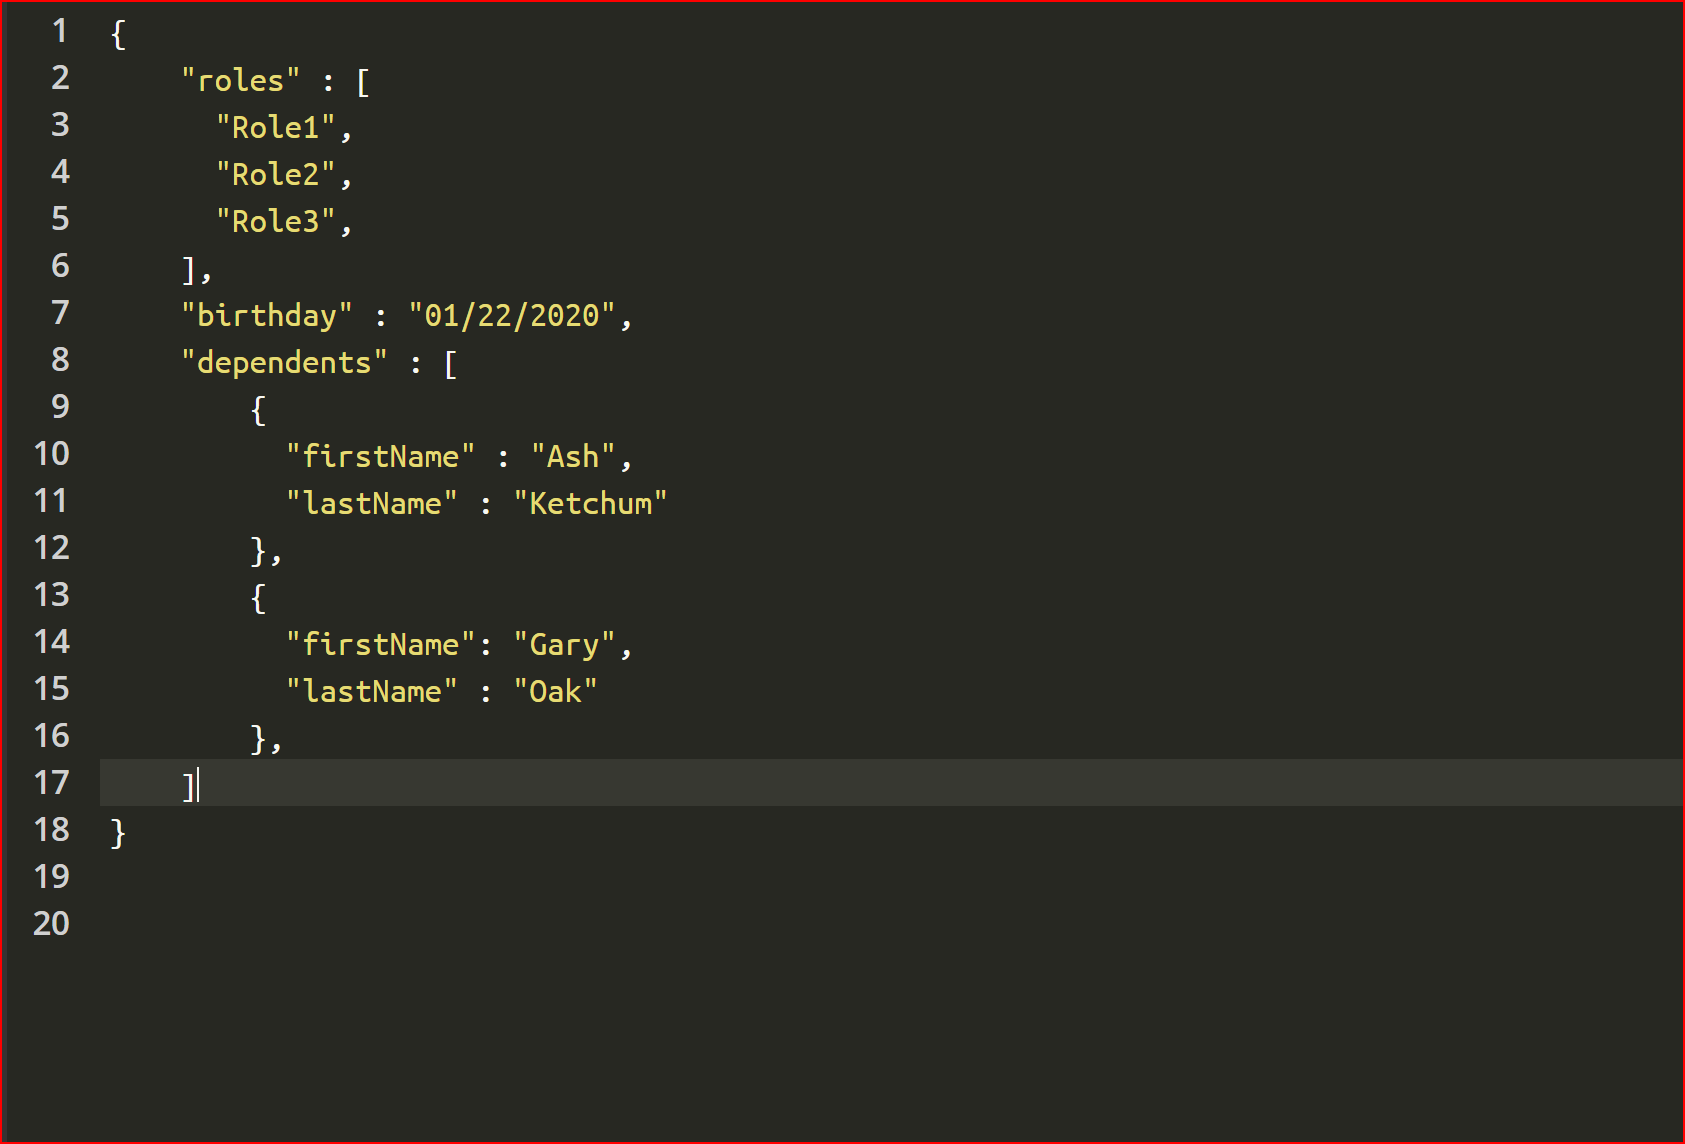 1 {
2     "roles" : [
3       "Role1",
4       "Role2",
5       "Role3",
6     ],
7     "birthday" : "01/22/2020",
8     "dependents" : [
9         {
10           "firstName" : "Ash",
11           "lastName" : "Ketchum"
12         },
13         {
14           "firstName": "Gary",
15           "lastName" : "Oak"
16         },
17     ]
18 }
19
20